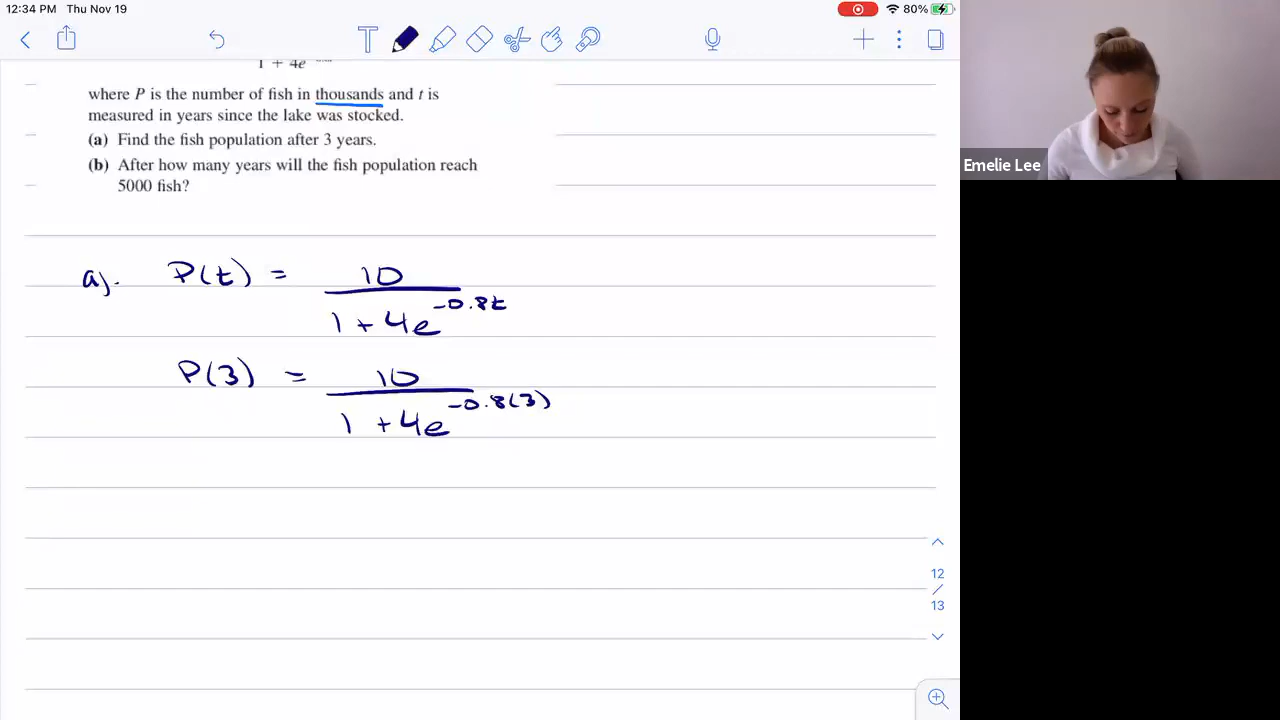 12:34 PM Thu Nov 19
80%
1 + 4e
where P is the number of fish in thousands and t is
measured in years since the lake was stocked.
(a) Find the fish population after 3 years.
(b) After how many years will the fish population reach
5000 fish?
Emelie Lee
a). P(t) = 10 / 1 + 4e^-0.8t
P(3) = 10 / 1 + 4e^-0.8(3)
12
/
13